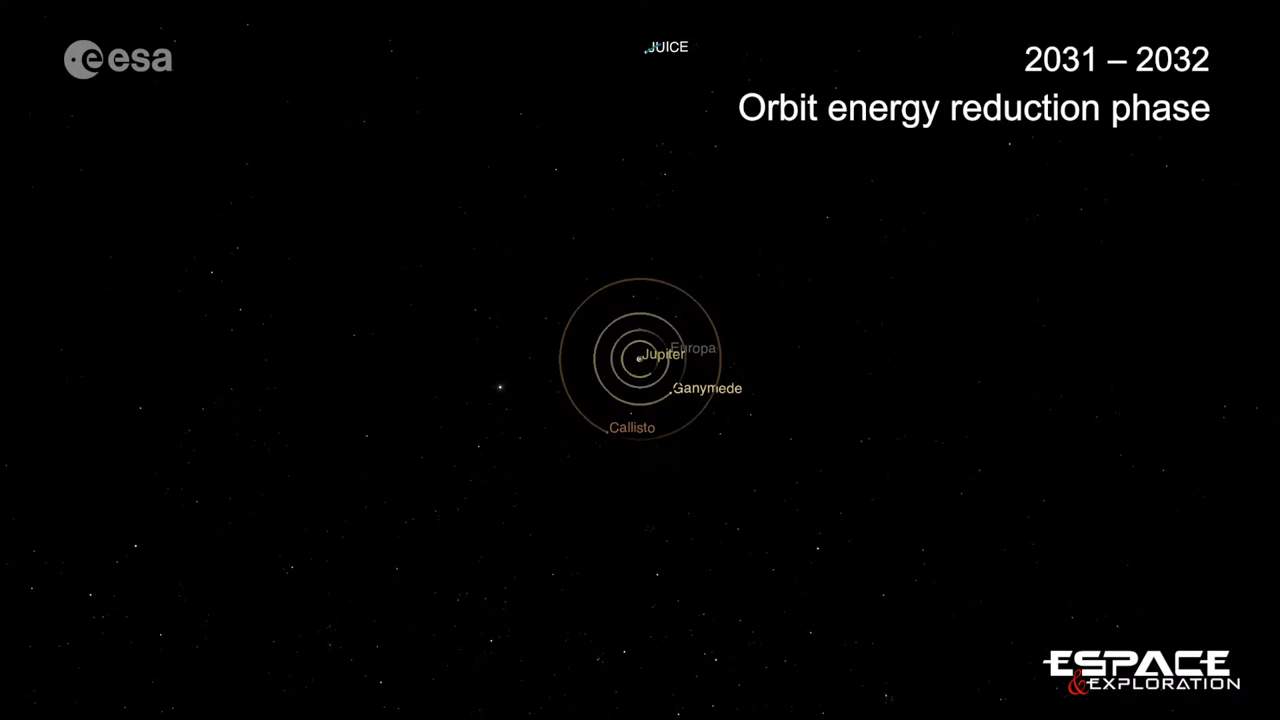 esa
JUICE
2031 – 2032
Orbit energy reduction phase
Europa
Jupiter
Ganymede
Callisto
ESPACE
& EXPLORATION